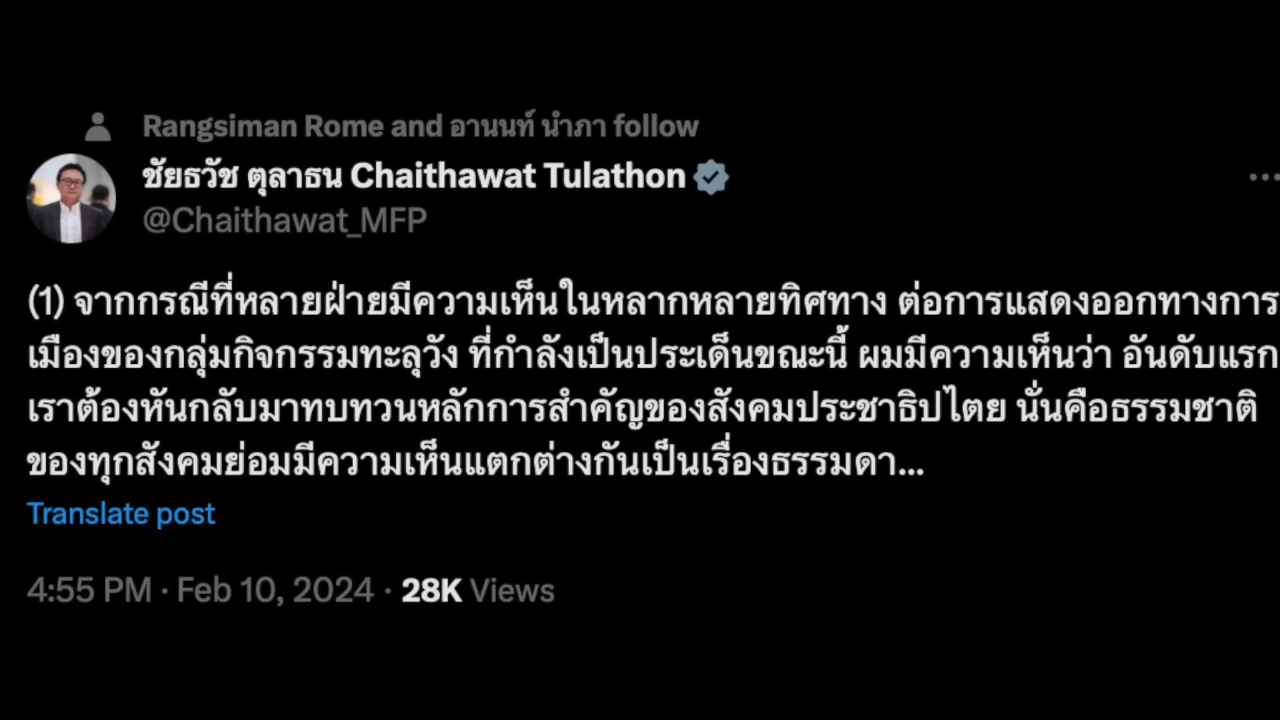 Rangsiman Rome and อานนท์ นำภา follow
ชัยธวัช ตุลาธน Chaithawat Tulathon
@Chaithawat_MFP
(1) จากกรณีที่หลายฝ่ายมีความเห็นในหลากหลายทิศทาง ต่อการแสดงออกทางการ
เมืองของกลุ่มกิจกรรมทะลุวัง ที่กำลังเป็นประเด็นขณะนี้ ผมมีความเห็นว่า อันดับแรก
เราต้องหันกลับมาทบทวนหลักการสำคัญของสังคมประชาธิปไตย นั่นคือธรรมชาติ
ของทุกสังคมย่อมมีความเห็นแตกต่างกันเป็นเรื่องธรรมดา...
Translate post
4:55 PM · Feb 10, 2024 · 28K Views